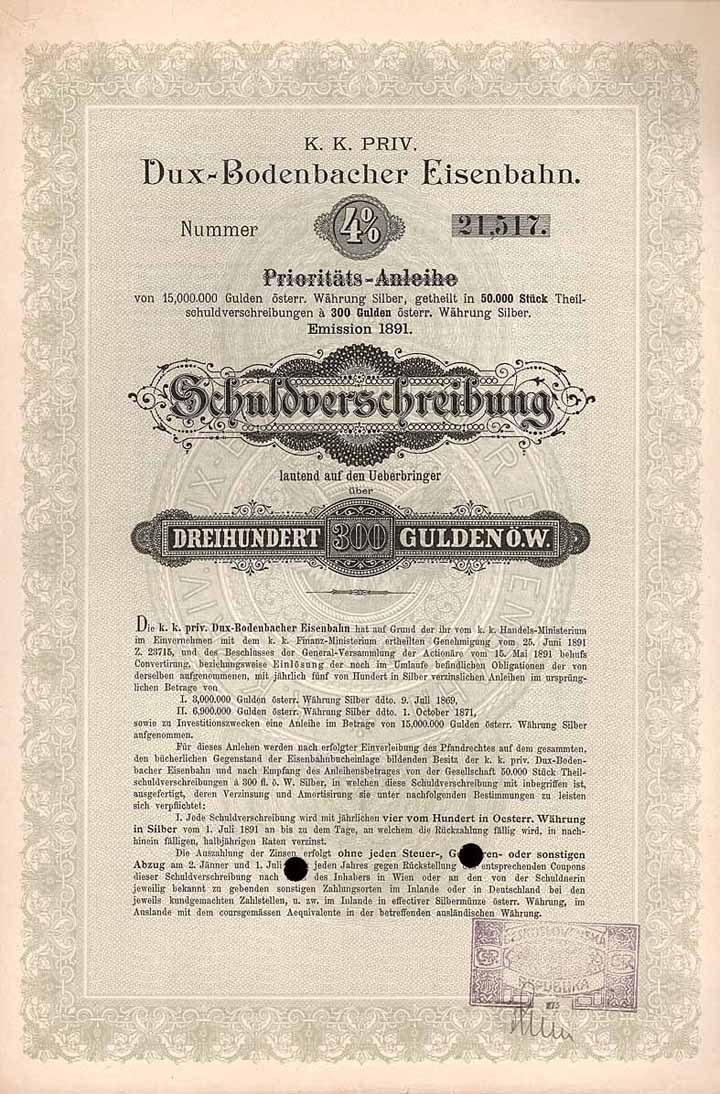 K. K. PRIV.
Dux-Bodenbacher Eisenbahn.
Nummer 4% 21,517.
Prioritäts-Anleihe
von 15,000.000 Gulden österr. Währung Silber, getheilt in 50.000 Stück Theil-
schuldverschreibungen à 300 Gulden österr. Währung Silber.
Emission 1891.
Schuldverschreibung
lautend auf den Ueberbringer
über
DREIHUNDERT 300 GULDEN Ö.W.
Die k. k. priv. Dux-Bodenbacher Eisenbahn hat auf Grund der ihr vom k. k. Handels-Ministerium
im Einvernehmen mit dem k. k. Finanz-Ministerium ertheilten Genehmigung vom 25. Juni 1891
Z. 23715, und des Beschlusses der General-Versammlung der Actionäre vom 15. Mai 1891 behufs
Convertirung, beziehungsweise Einlösung der noch im Umlaufe befindlichen Obligationen der von
derselben aufgenommenen, mit jährlich fünf von Hundert in Silber verzinslichen Anleihen im ursprüng-
lichen Betrage von
I. 3,000.000 Gulden österr. Währung Silber ddto. 9. Juli 1869,
II. 6,900.000 Gulden österr. Währung Silber ddto. 1. October 1871,
sowie zu Investitionszwecken eine Anleihe im Betrage von 15,000.000 Gulden österr. Währung Silber
aufgenommen.
Für dieses Anlehen werden nach erfolgter Einverleibung des Pfandrechtes auf dem gesammten,
den bücherlichen Gegenstand der Eisenbahnbucheinlage bildenden Besitz der k. k. priv. Dux-Boden-
bacher Eisenbahn und nach Empfang des Anleihensbetrages von der Gesellschaft 50.000 Stück Theil-
schuldverschreibungen à 300 fl. ö. W. Silber, in welchen diese Schuldverschreibung mit inbegriffen ist,
ausgefertigt, deren Verzinsung und Amortisirung sie unter nachfolgenden Bestimmungen zu leisten
sich verpflichtet:
I. Jede Schuldverschreibung wird mit jährlichen vier vom Hundert in Oesterr. Währung
in Silber vom 1. Juli 1891 an bis zu dem Tage, an welchem die Rückzahlung fällig wird, in nach-
hinein fälligen, halbjährigen Raten verzinst.
Die Auszahlung der Zinsen erfolgt ohne jeden Steuer-, Ge ren- oder sonstigen
Abzug am 2. Jänner und 1. Juli jeden Jahres gegen Rückstellung entsprechenden Coupons
dieser Schuldverschreibung nach des Inhabers in Wien oder an den von der Schuldnerin
jeweilig bekannt zu gebenden sonstigen Zahlungsorten im Inlande oder in Deutschland bei den
jeweils kundgemachten Zahlstellen, u. zw. im Inlande in effectiver Silbermünze österr. Währung, im
Auslande mit dem coursgemässen Aequivalente in der betreffenden ausländischen Währung.
ČESKOSLOVENSKÁ
REPUBLIKA